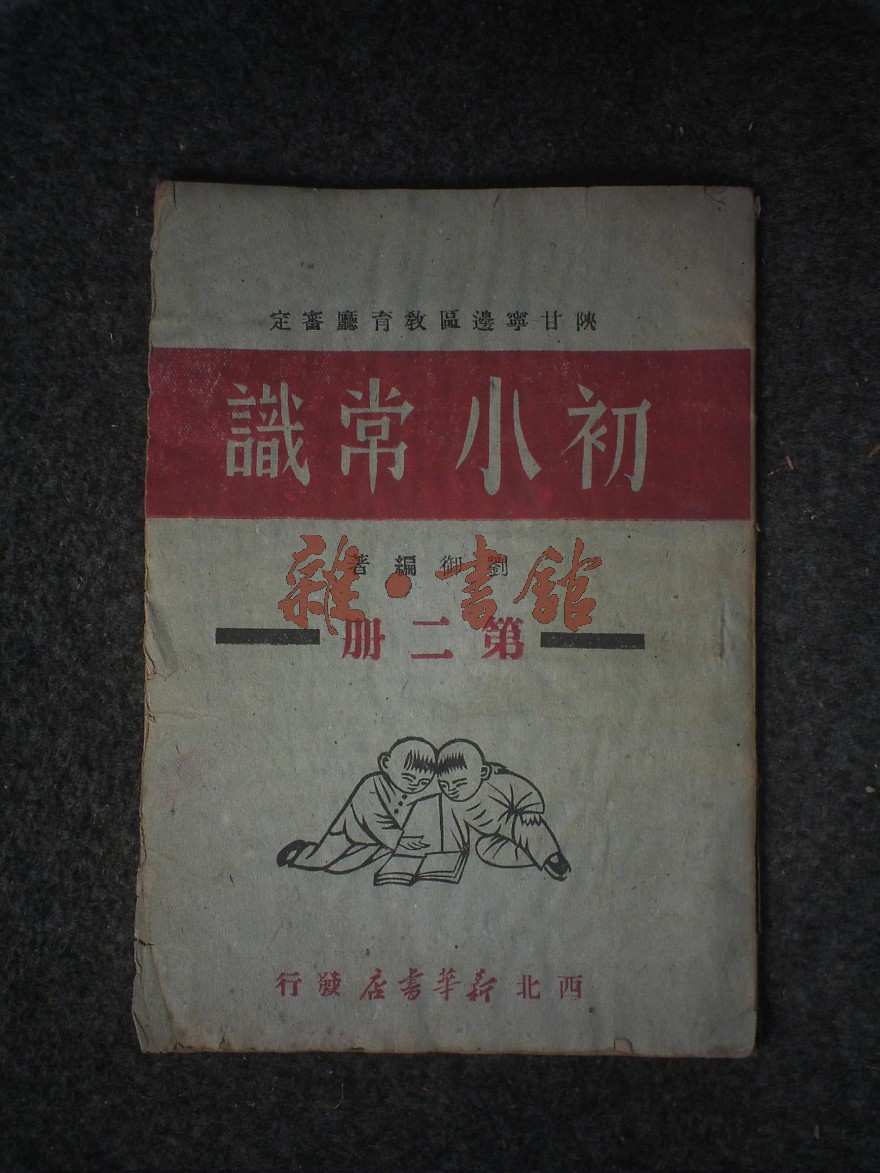 陝甘寧邊區教育廳審定
初小常識
劉御編著
雜·書館
第二册
西北新華書店發行